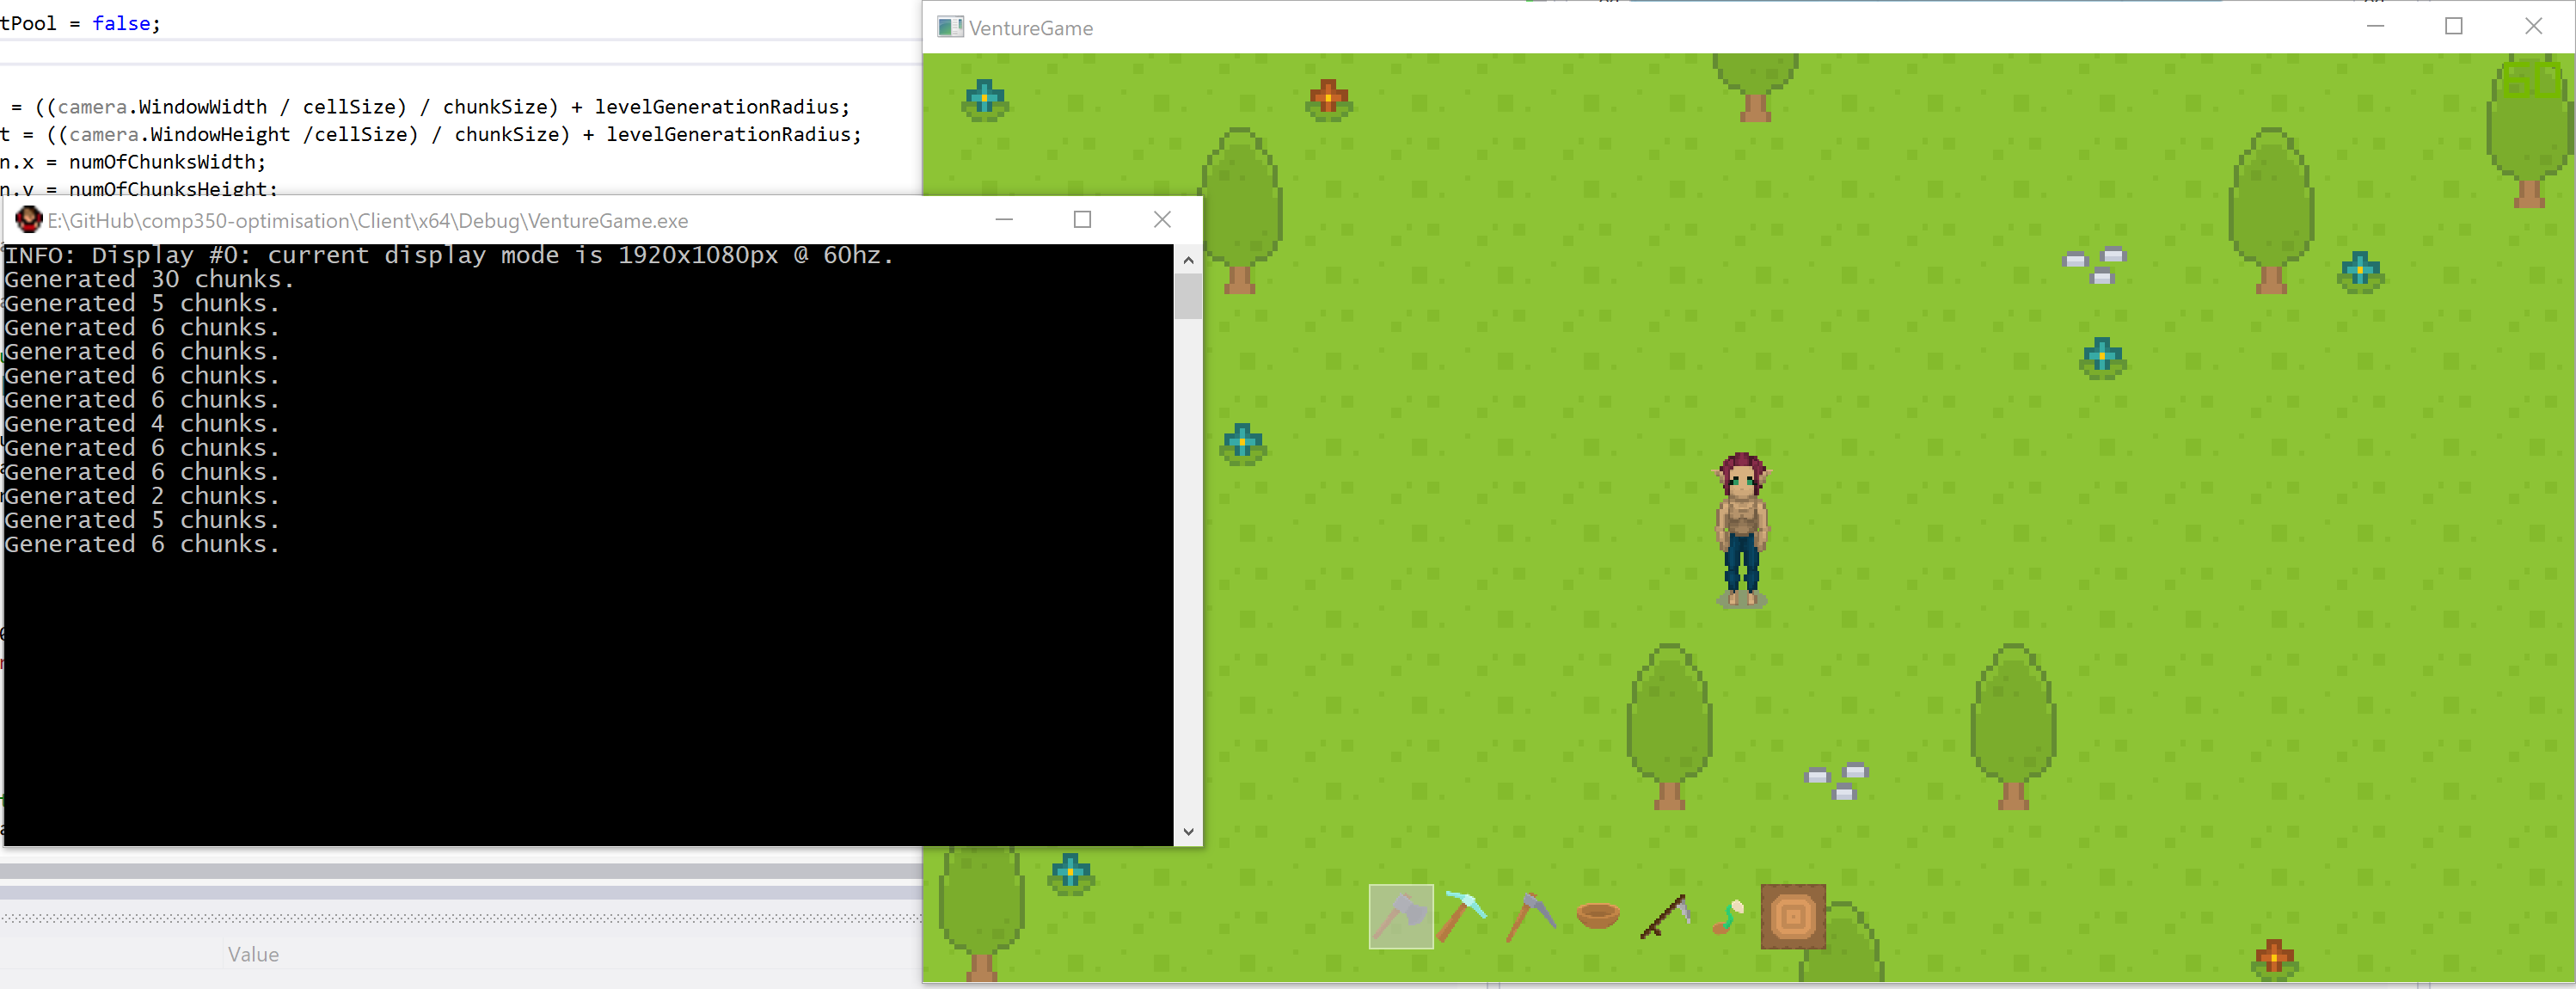 tPool = false;
= ((camera.WindowWidth / cellSize) / chunkSize) + levelGenerationRadius;
t = ((camera.WindowHeight /cellSize) / chunkSize) + levelGenerationRadius;
n.x = numOfChunksWidth;
n.y = numOfChunksHeight;
E:\GitHub\comp350-optimisation\Client\x64\Debug\VentureGame.exe
INFO: Display #0: current display mode is 1920x1080px @ 60hz.
Generated 30 chunks.
Generated 5 chunks.
Generated 6 chunks.
Generated 6 chunks.
Generated 6 chunks.
Generated 6 chunks.
Generated 4 chunks.
Generated 6 chunks.
Generated 6 chunks.
Generated 2 chunks.
Generated 5 chunks.
Generated 6 chunks.
Value
VentureGame